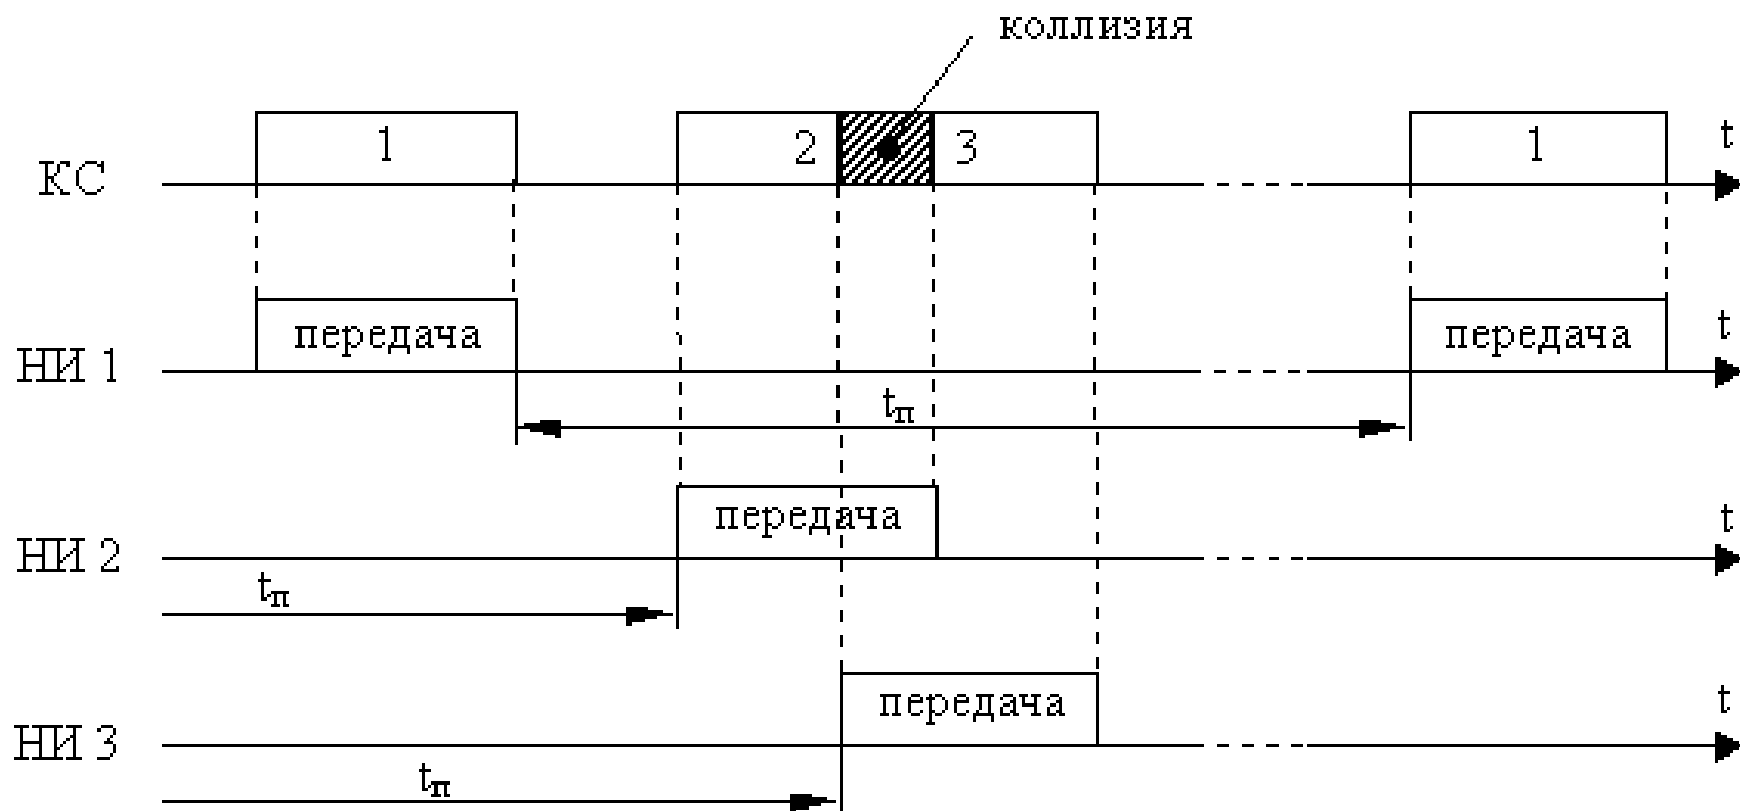 коллизия
КС 1 2 3 1 t
НИ 1 передача передача t
tп
НИ 2 передача t
tп
НИ 3 передача t
tп